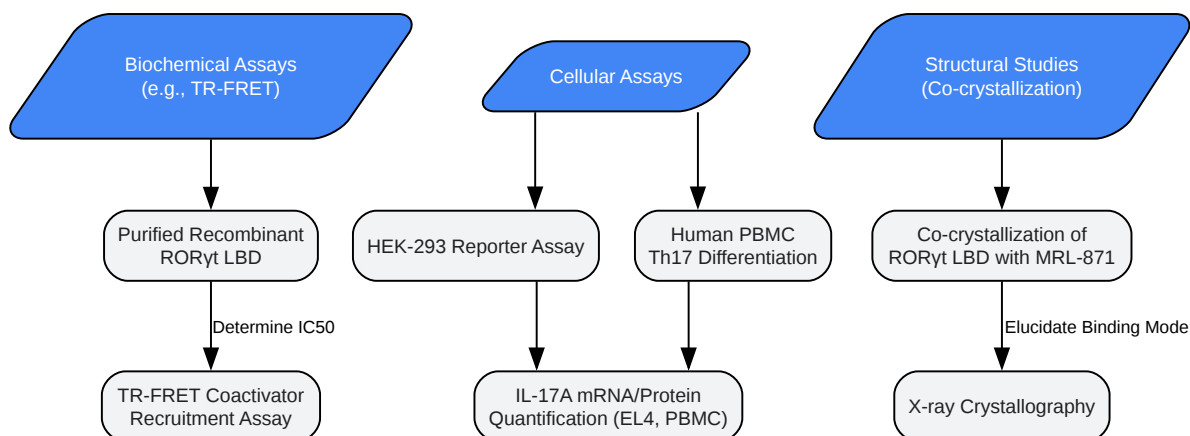 Biochemical Assays
(e.g., TR-FRET)
Cellular Assays
Structural Studies
(Co-crystallization)
Purified Recombinant
RORγt LBD
HEK-293 Reporter Assay
Human PBMC
Th17 Differentiation
Co-crystallization of
RORγt LBD with MRL-871
Determine IC50
Elucidate Binding Mode
TR-FRET Coactivator
Recruitment Assay
IL-17A mRNA/Protein
Quantification (EL4, PBMC)
X-ray Crystallography